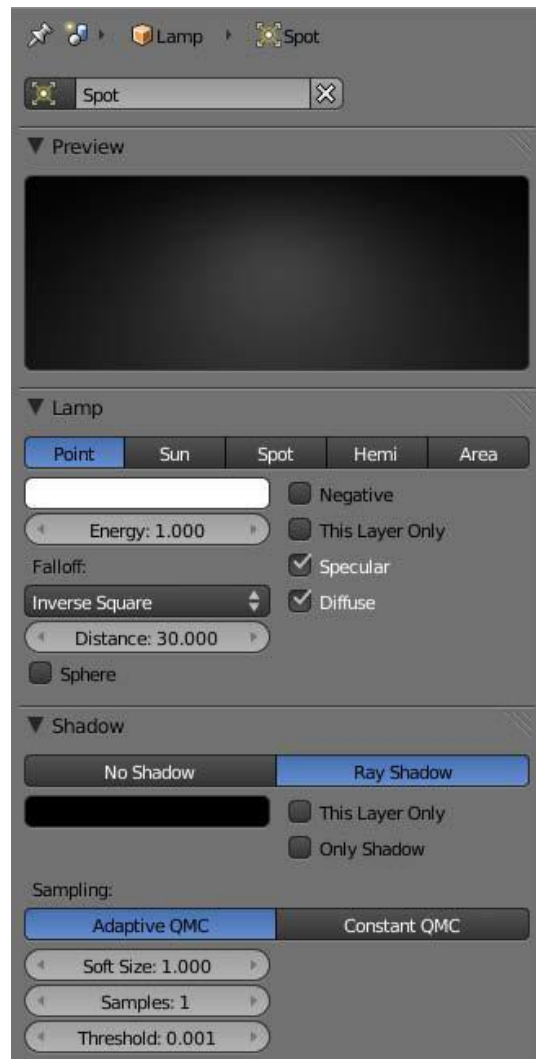 Lamp Spot
Spot
Preview
Lamp
Point Sun Spot Hemi Area
Negative
Energy: 1.000 This Layer Only
Falloff: Specular
Inverse Square Diffuse
Distance: 30.000
Sphere
Shadow
No Shadow Ray Shadow
This Layer Only
Only Shadow
Sampling:
Adaptive QMC Constant QMC
Soft Size: 1.000
Samples: 1
Threshold: 0.001